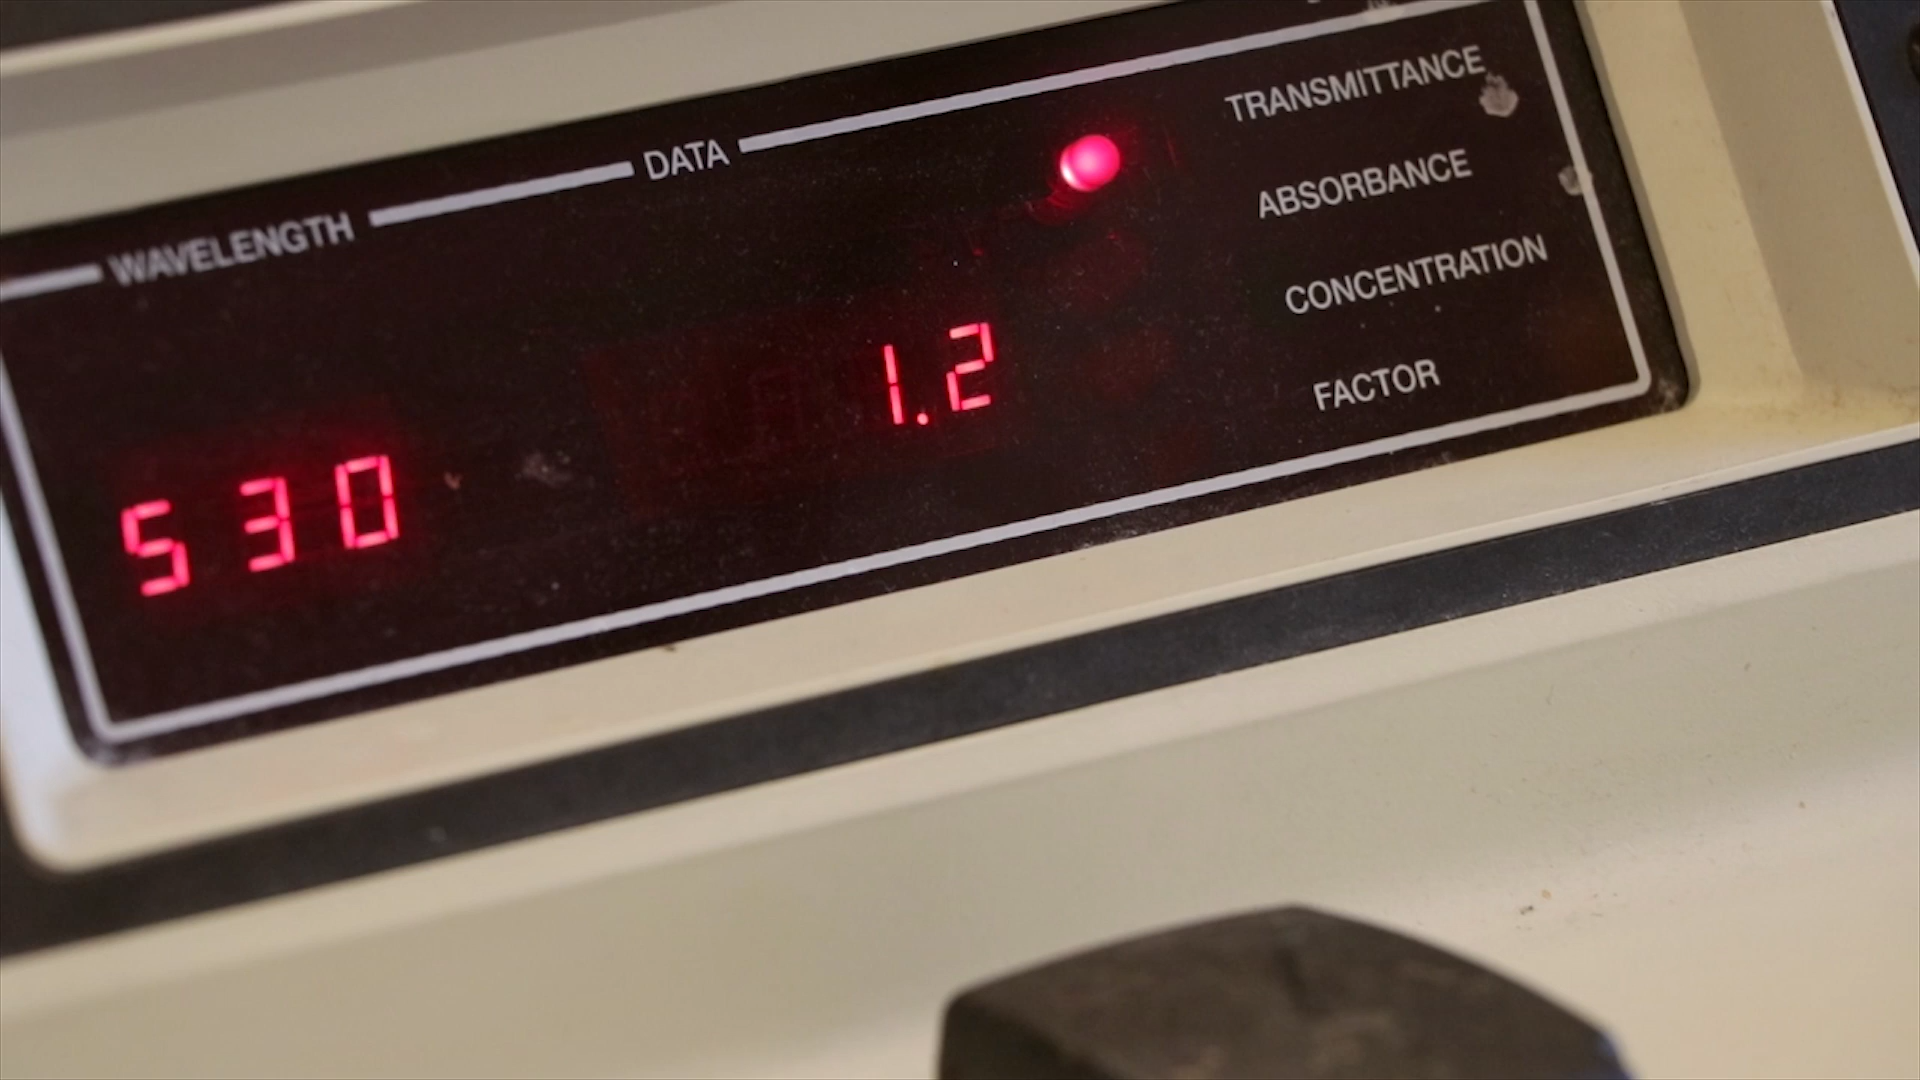 WAVELENGTH DATA
TRANSMITTANCE
ABSORBANCE
CONCENTRATION
FACTOR
1.2
530